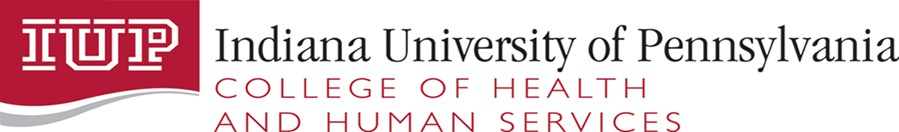 IUP
Indiana University of Pennsylvania
COLLEGE OF HEALTH
AND HUMAN SERVICES